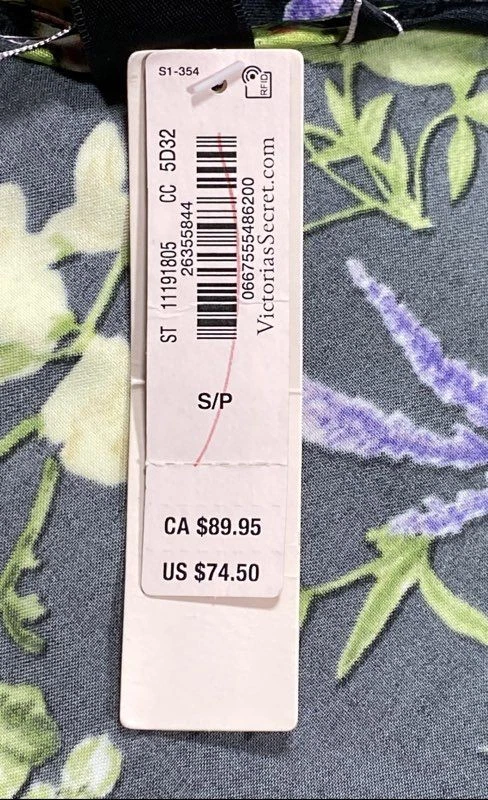 S1-354
RFID
ST 11191805 CC 5D32
26355844
0667555486200
VictoriasSecret.com
S/P
CA $89.95
US $74.50